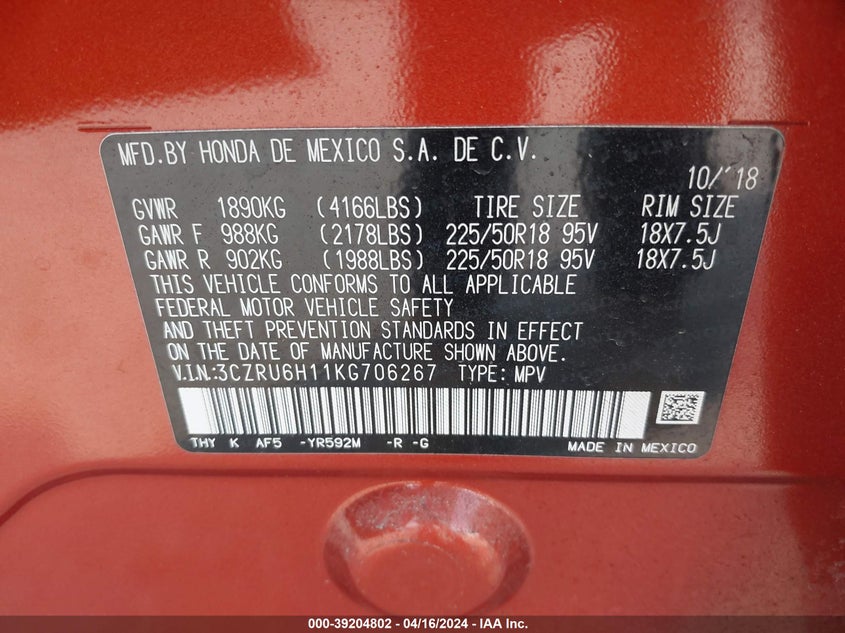 MFD.BY HONDA DE MEXICO S.A. DE C.V.
10/'18
GVWR 1890KG (4166LBS) TIRE SIZE RIM SIZE
GAWR F 988KG (2178LBS) 225/50R18 95V 18X7.5J
GAWR R 902KG (1988LBS) 225/50R18 95V 18X7.5J
THIS VEHICLE CONFORMS TO ALL APPLICABLE
FEDERAL MOTOR VEHICLE SAFETY
AND THEFT PREVENTION STANDARDS IN EFFECT
ON THE DATE OF MANUFACTURE SHOWN ABOVE.
V.I.N.:3CZRU6H11KG706267 TYPE: MPV
THY K AF5 -YR592M -R -G
MADE IN MEXICO
000-39204802 - 04/16/2024 - IAA Inc.